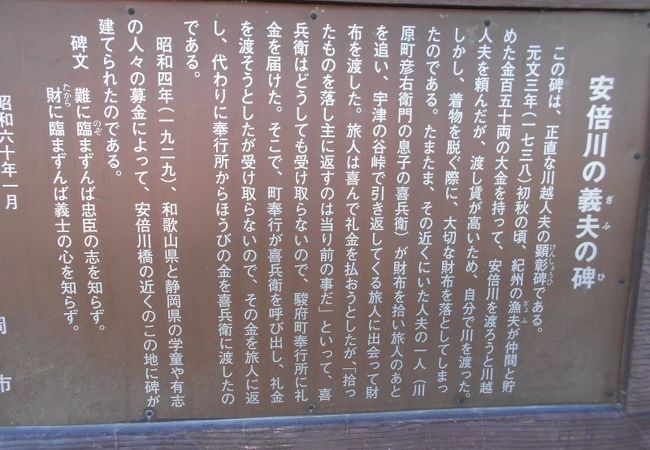 安倍川の義夫の碑
ぎふ ひ
この碑は、正直な川越人夫の顕彰碑である。
けんしょうひ
元文三年(一七三八)初秋の頃、紀州の漁夫が仲間と貯
ぎょふ
めた金百五十両の大金を持って、安倍川を渡ろうと川越
人夫を頼んだが、渡し賃が高いため、自分で川を渡った。
しかし、着物を脱ぐ際に、大切な財布を落としてしまっ
たのである。たまたま、その近くにいた人夫の一人(川
原町彦右衛門の息子の喜兵衛)が財布を拾い旅人のあと
を追い、宇津の谷峠で引き返してくる旅人に出会って財
布を渡した。旅人は喜んで礼金を払おうとしたが、「拾っ
たものを落し主に返すのは当り前の事だ」といって、喜
兵衛はどうしても受け取らないので、駿府町奉行所に礼
金を届けた。そこで、町奉行が喜兵衛を呼び出し、礼金
を渡そうとしたが受け取らないので、その金を旅人に返
し、代わりに奉行所からほうびの金を喜兵衛に渡したの
である。
昭和四年(一九二九)、和歌山県と静岡県の学童や有志
の人々の募金によって、安倍川橋の近くのこの地に碑が
建てられたのである。
碑文 難に臨まずんば忠臣の志を知らず。
のぞ
財に臨まずんば義士の心を知らず。
たから
昭和六十年一月
岡 市